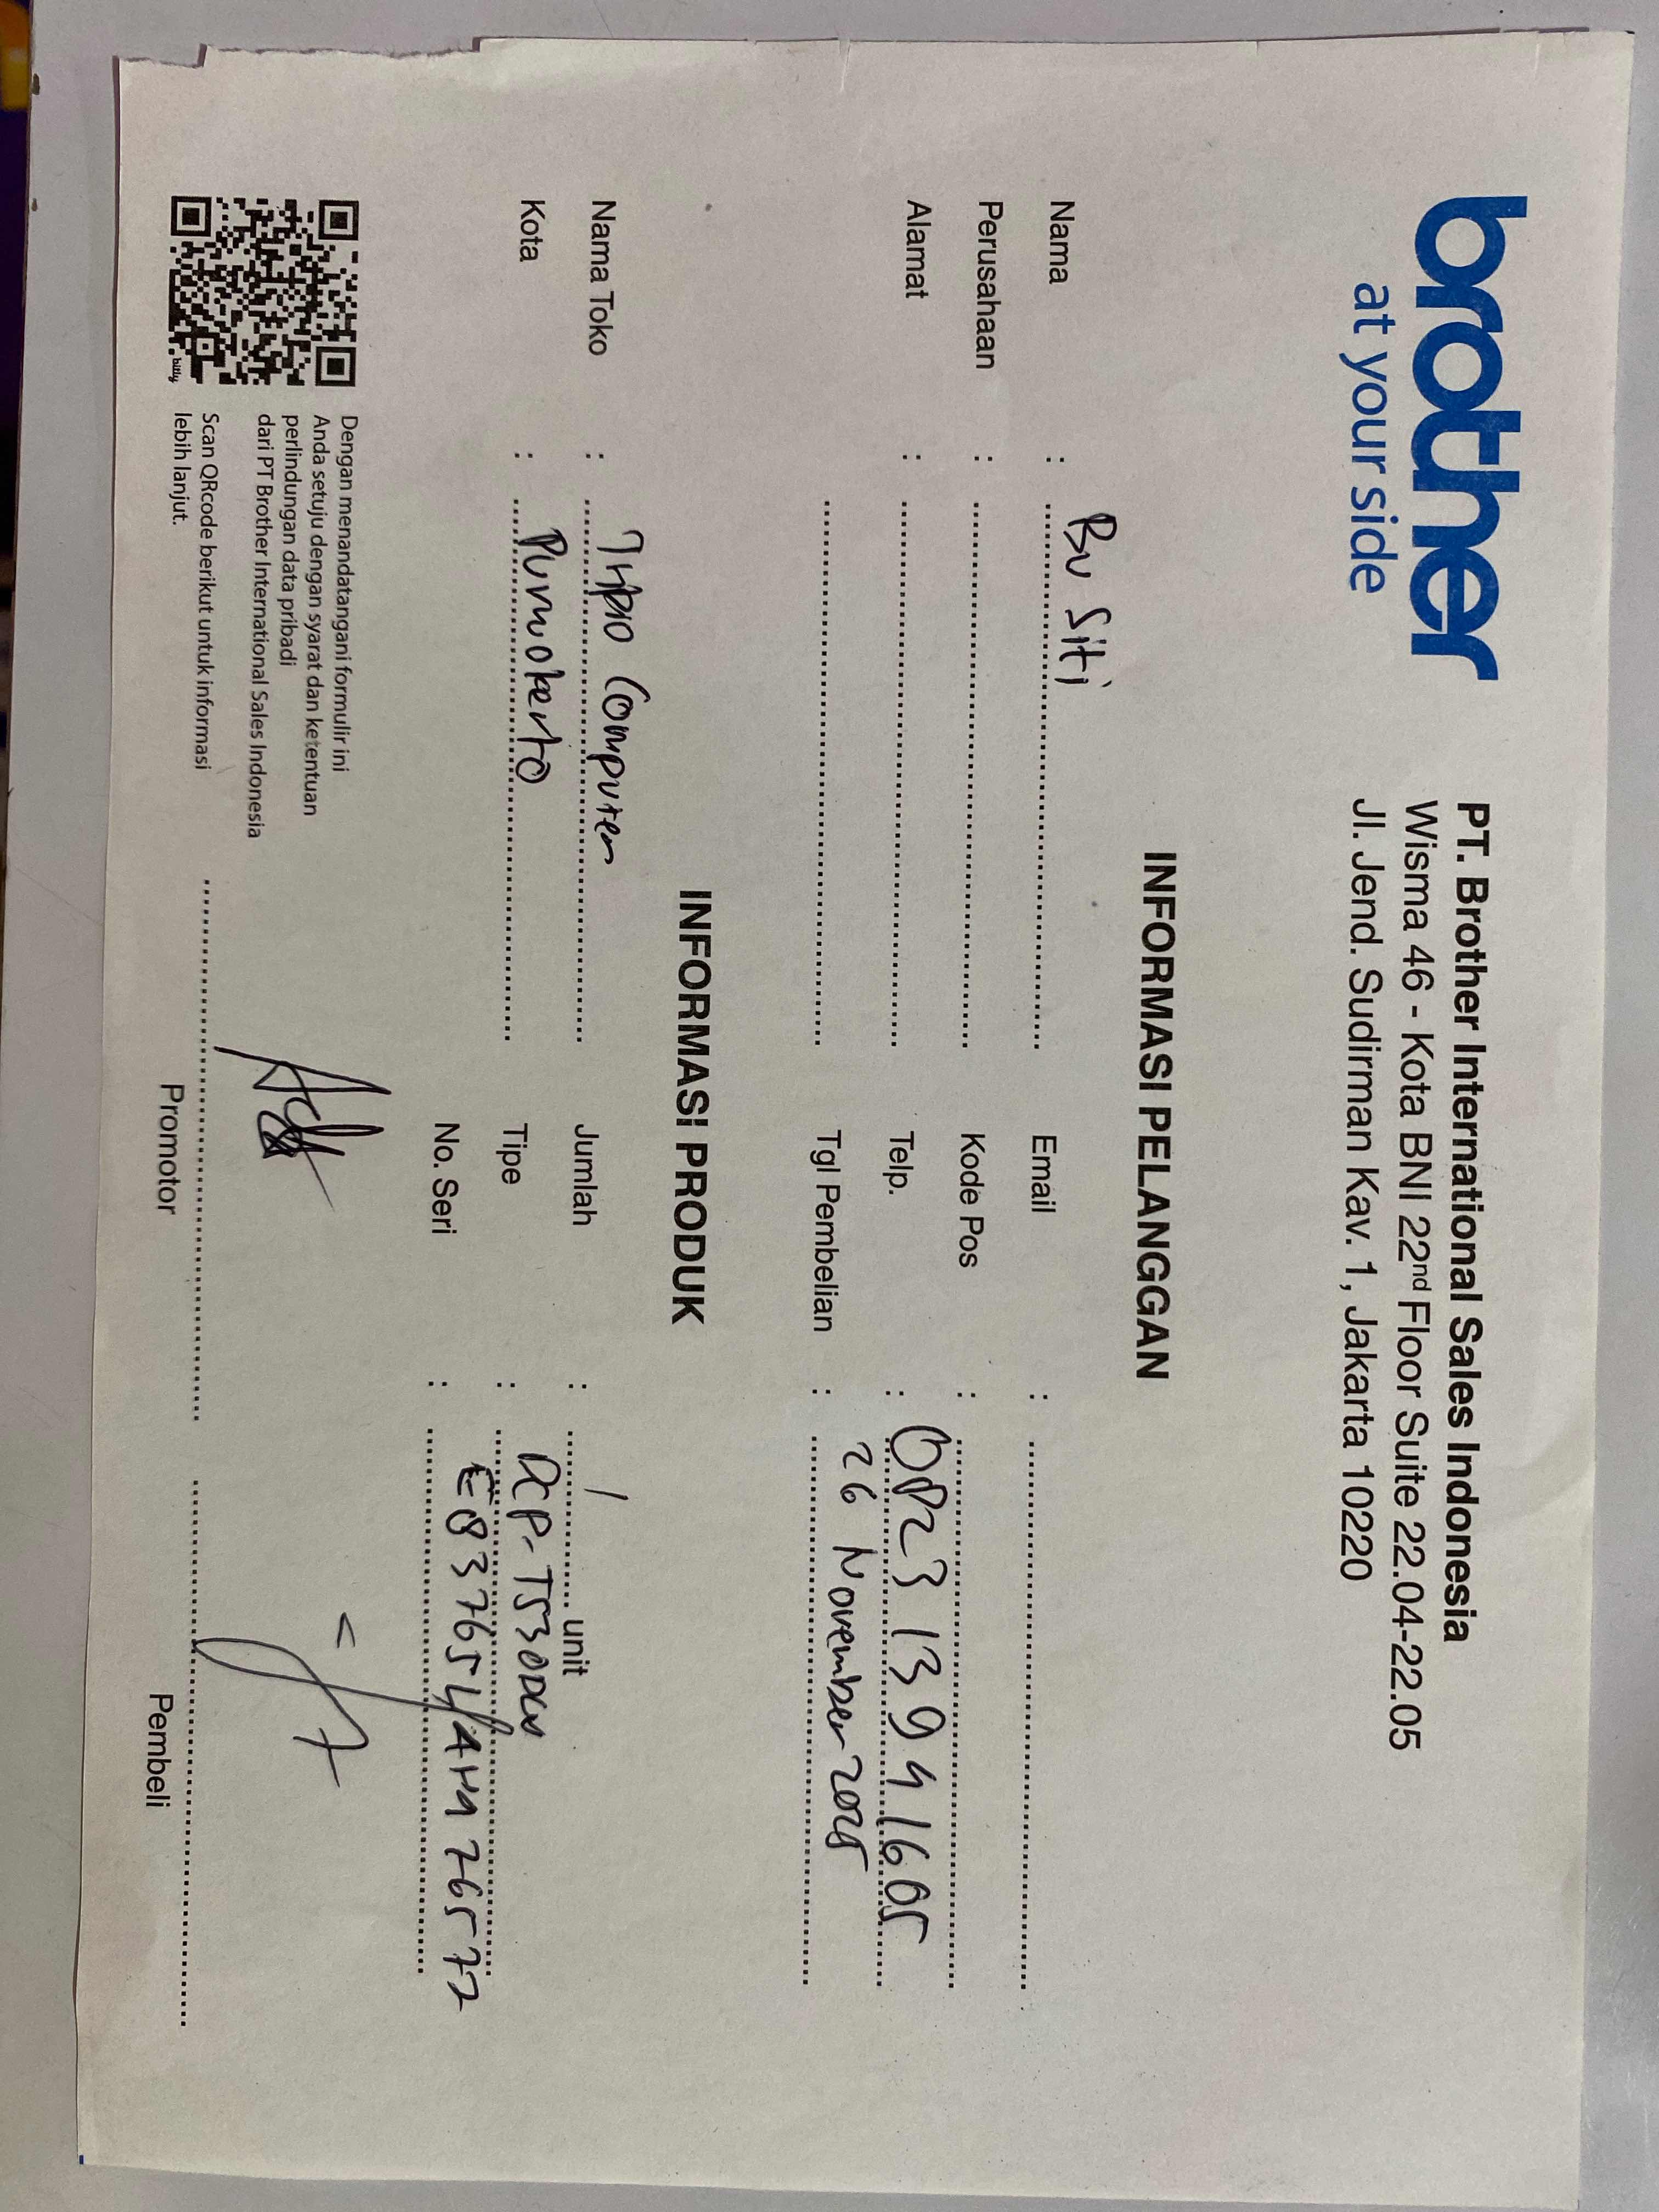 brother
at your side
PT. Brother International Sales Indonesia
Wisma 46 - Kota BNI 22nd Floor Suite 22.04-22.05
Jl. Jend. Sudirman Kav. 1, Jakarta 10220
INFORMASI PELANGGAN
Nama : Bu Siti
Perusahaan :
Alamat :
Email :
Kode Pos :
Telp. : 0823 1394 1605
Tgl Pembelian : 26 November 2025
INFORMASI PRODUK
Nama Toko : Computer
Kota : Purwokerto
Jumlah : 1 unit
Tipe : DCP-T530DW
No. Seri :
Dengan menandatangani formulir ini
Anda setuju dengan syarat dan ketentuan
perlindungan data pribadi
dari PT Brother International Sales Indonesia
Scan QRcode berikut untuk informasi
lebih lanjut.
bitly
Promotor
Pembeli